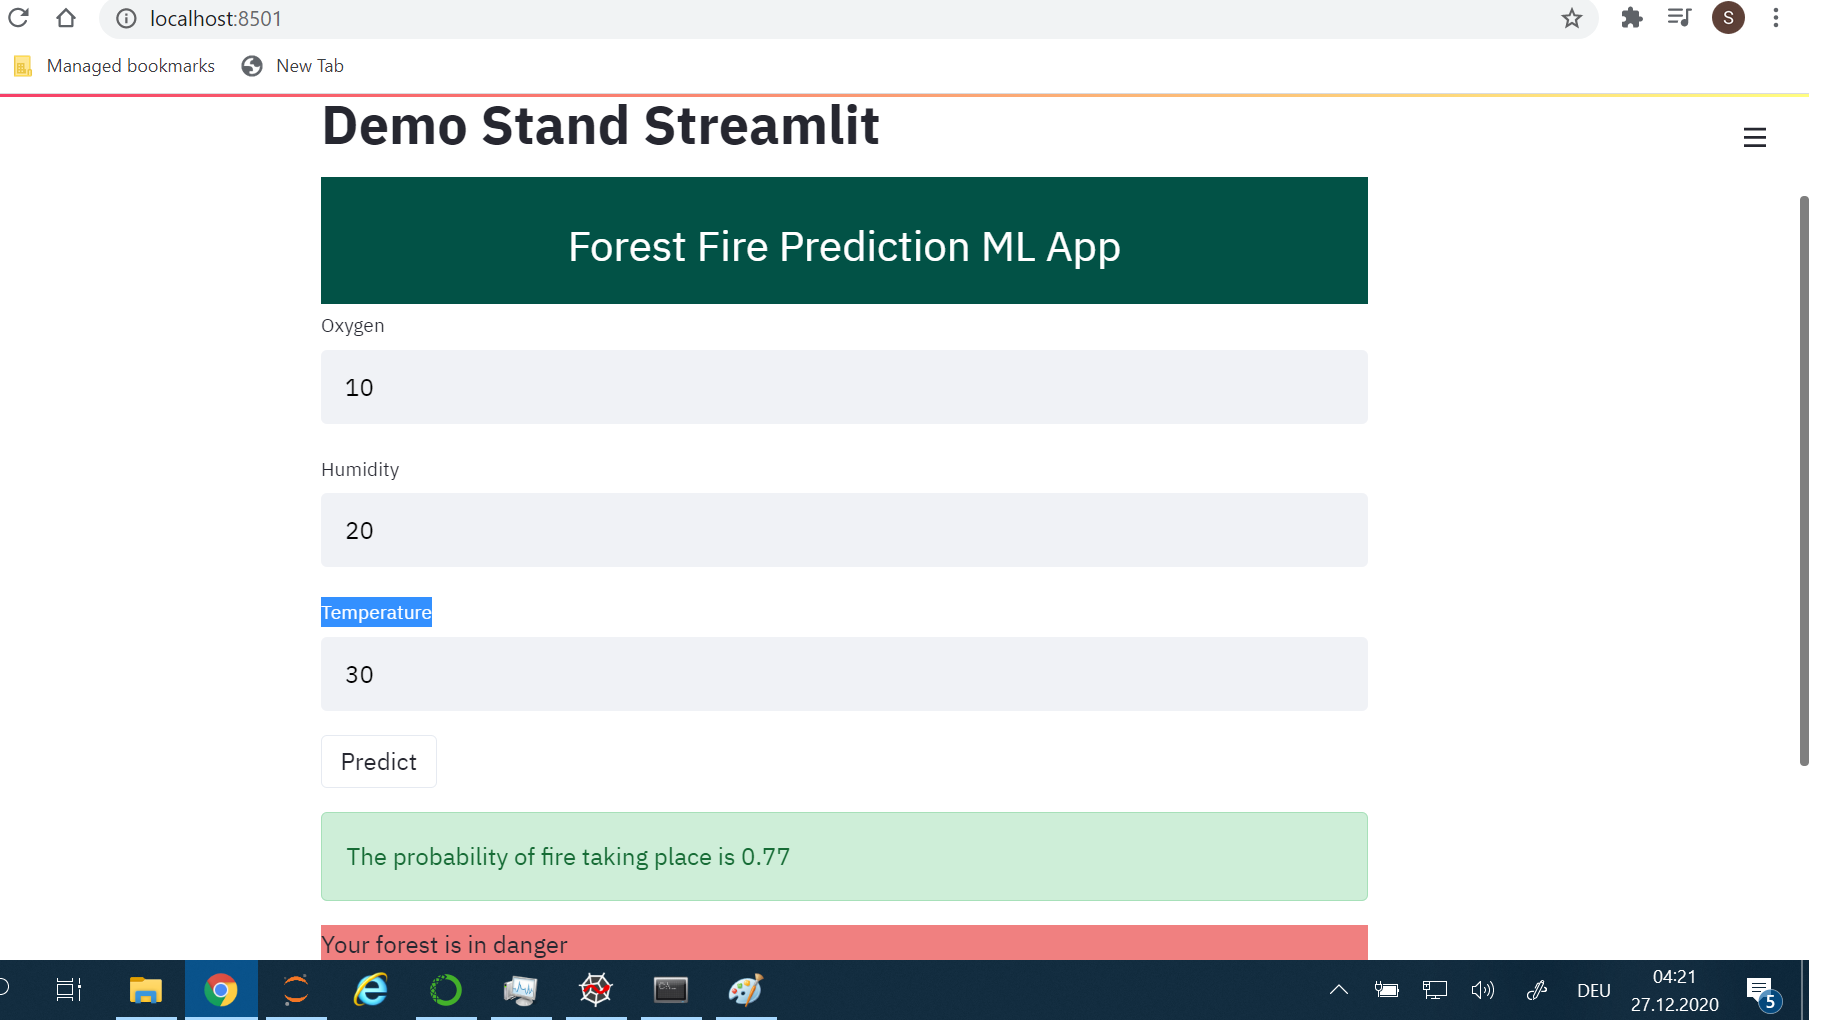 localhost:8501
S
Managed bookmarks
New Tab
Demo Stand Streamlit
Forest Fire Prediction ML App
Oxygen
10
Humidity
20
Temperature
30
Predict
The probability of fire taking place is 0.77
Your forest is in danger
DEU
04:21
27.12.2020
5